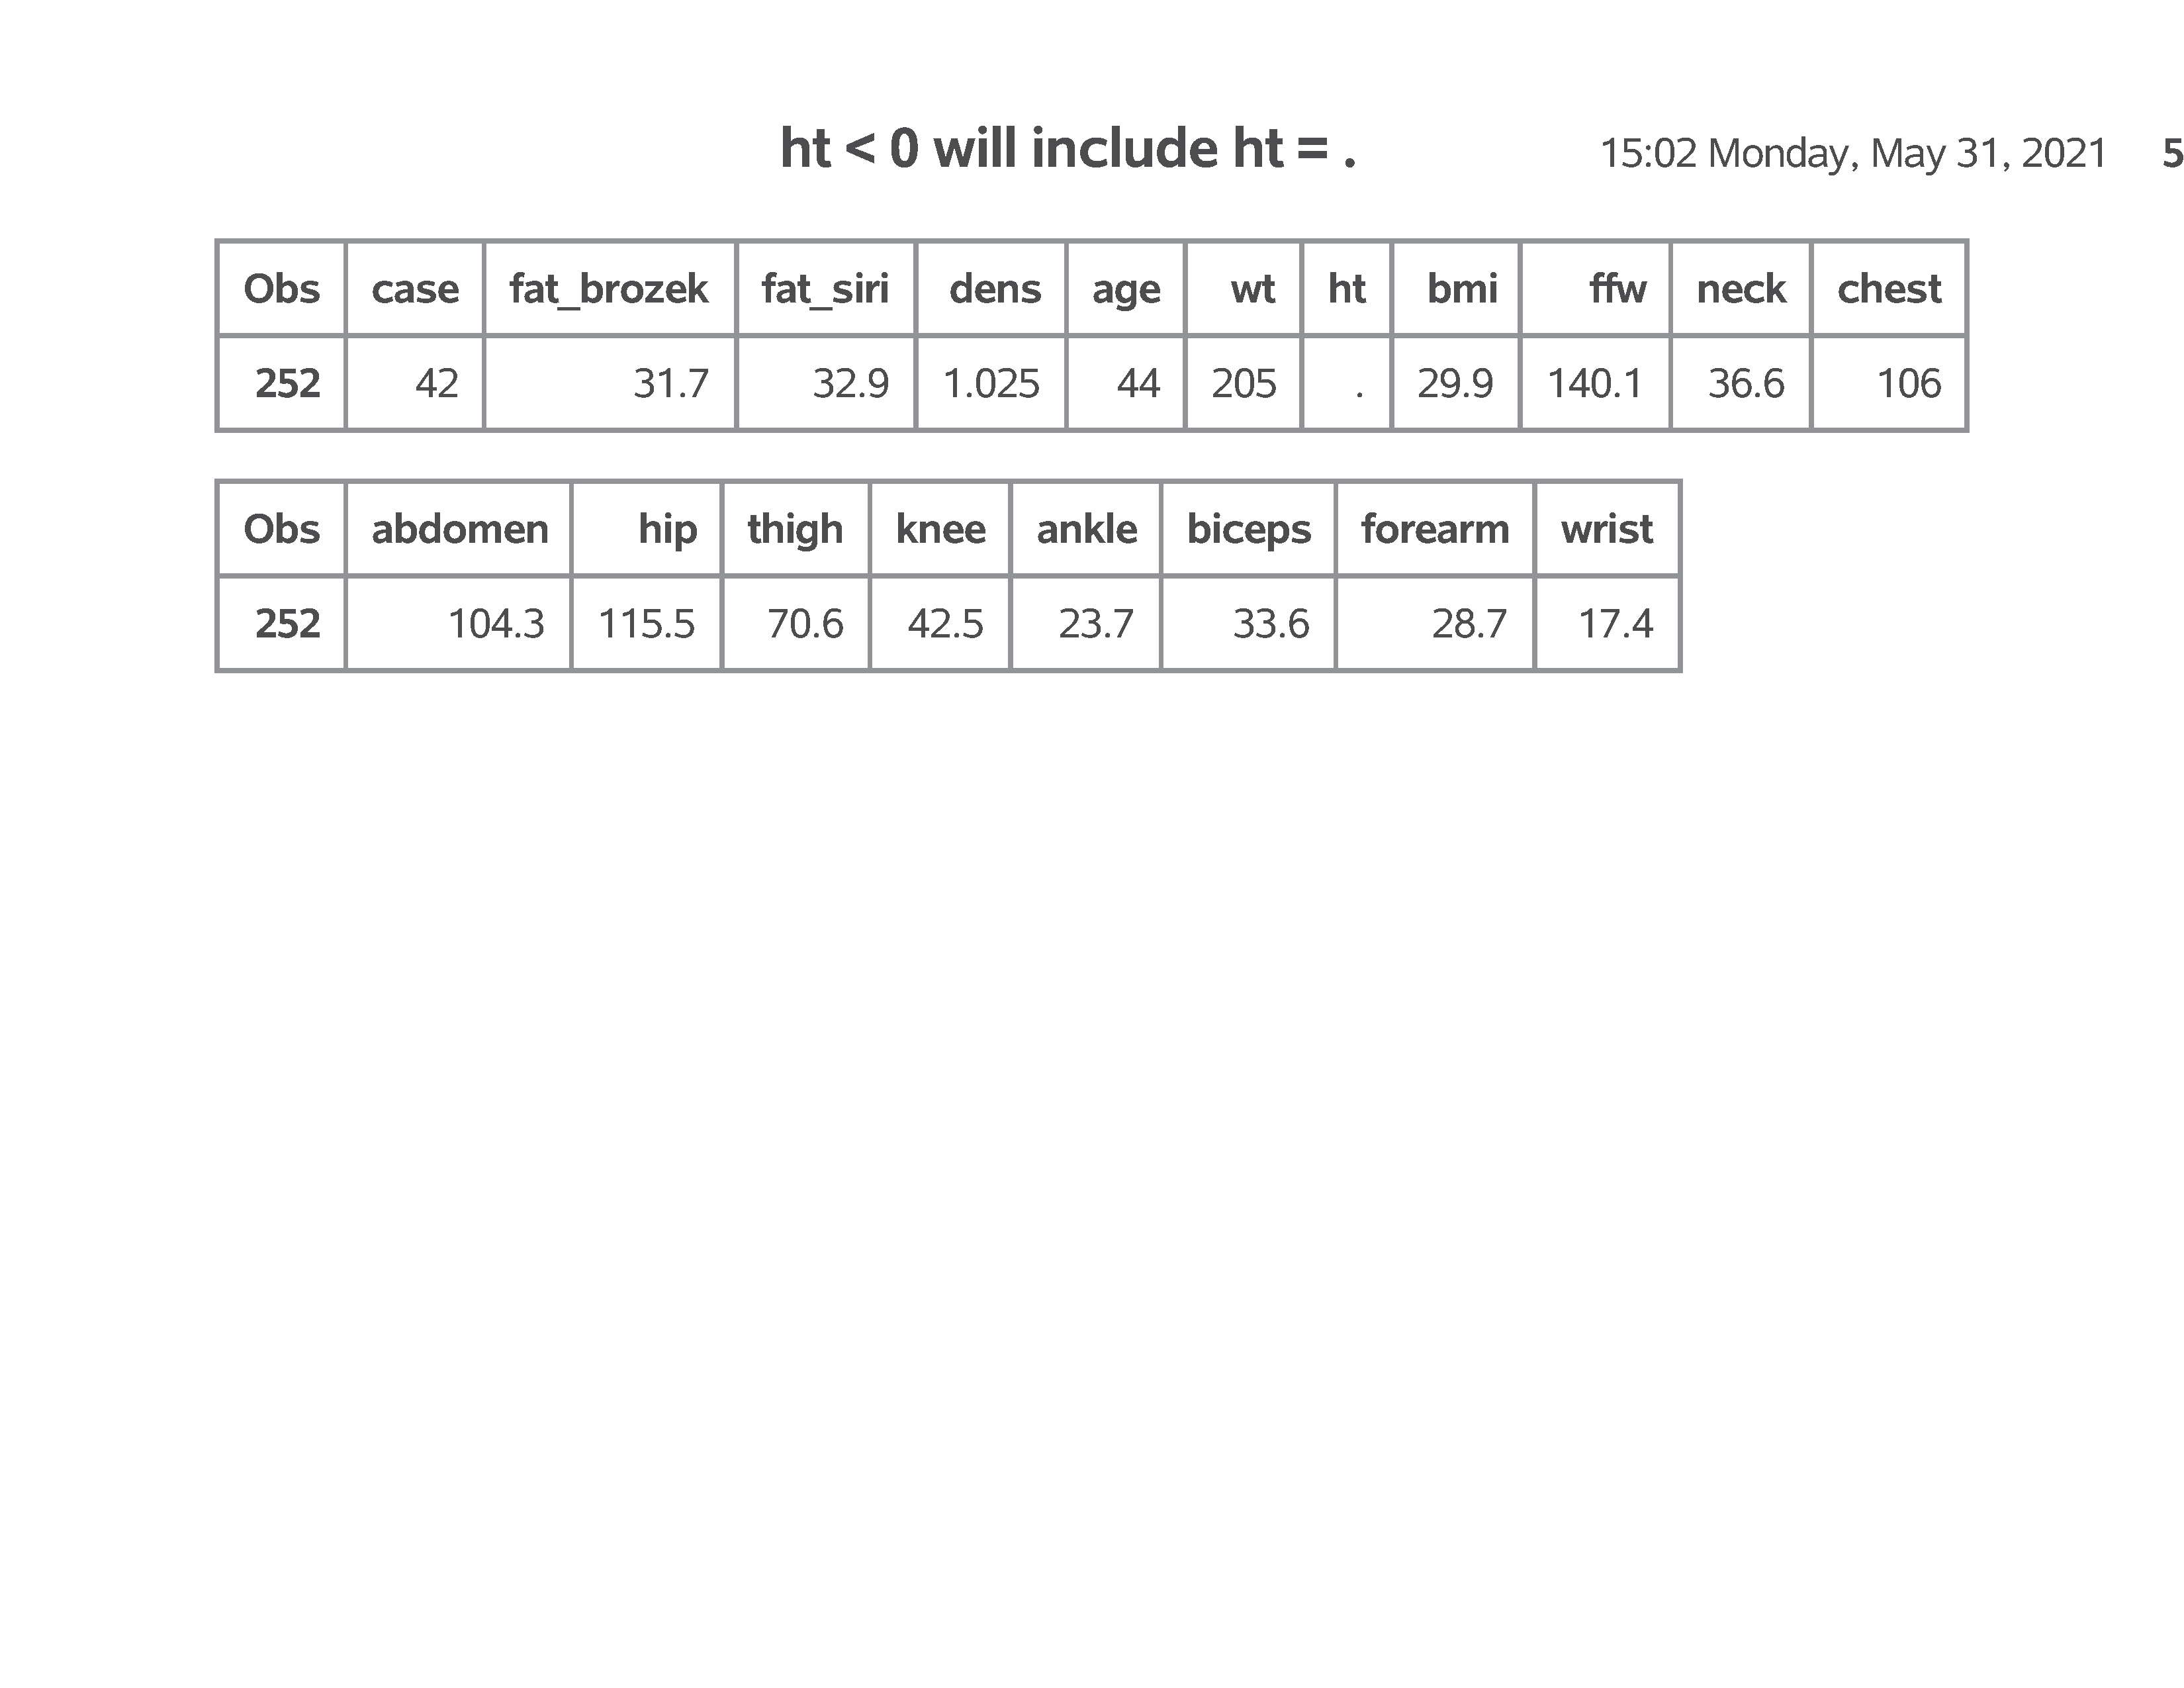 ht < 0 will include ht = . 15:02 Monday, May 31, 2021 5
Obs case fat_brozek fat_siri dens age wt ht bmi ffw neck chest
252 42 31.7 32.9 1.025 44 205 . 29.9 140.1 36.6 106
Obs abdomen hip thigh knee ankle biceps forearm wrist
252 104.3 115.5 70.6 42.5 23.7 33.6 28.7 17.4